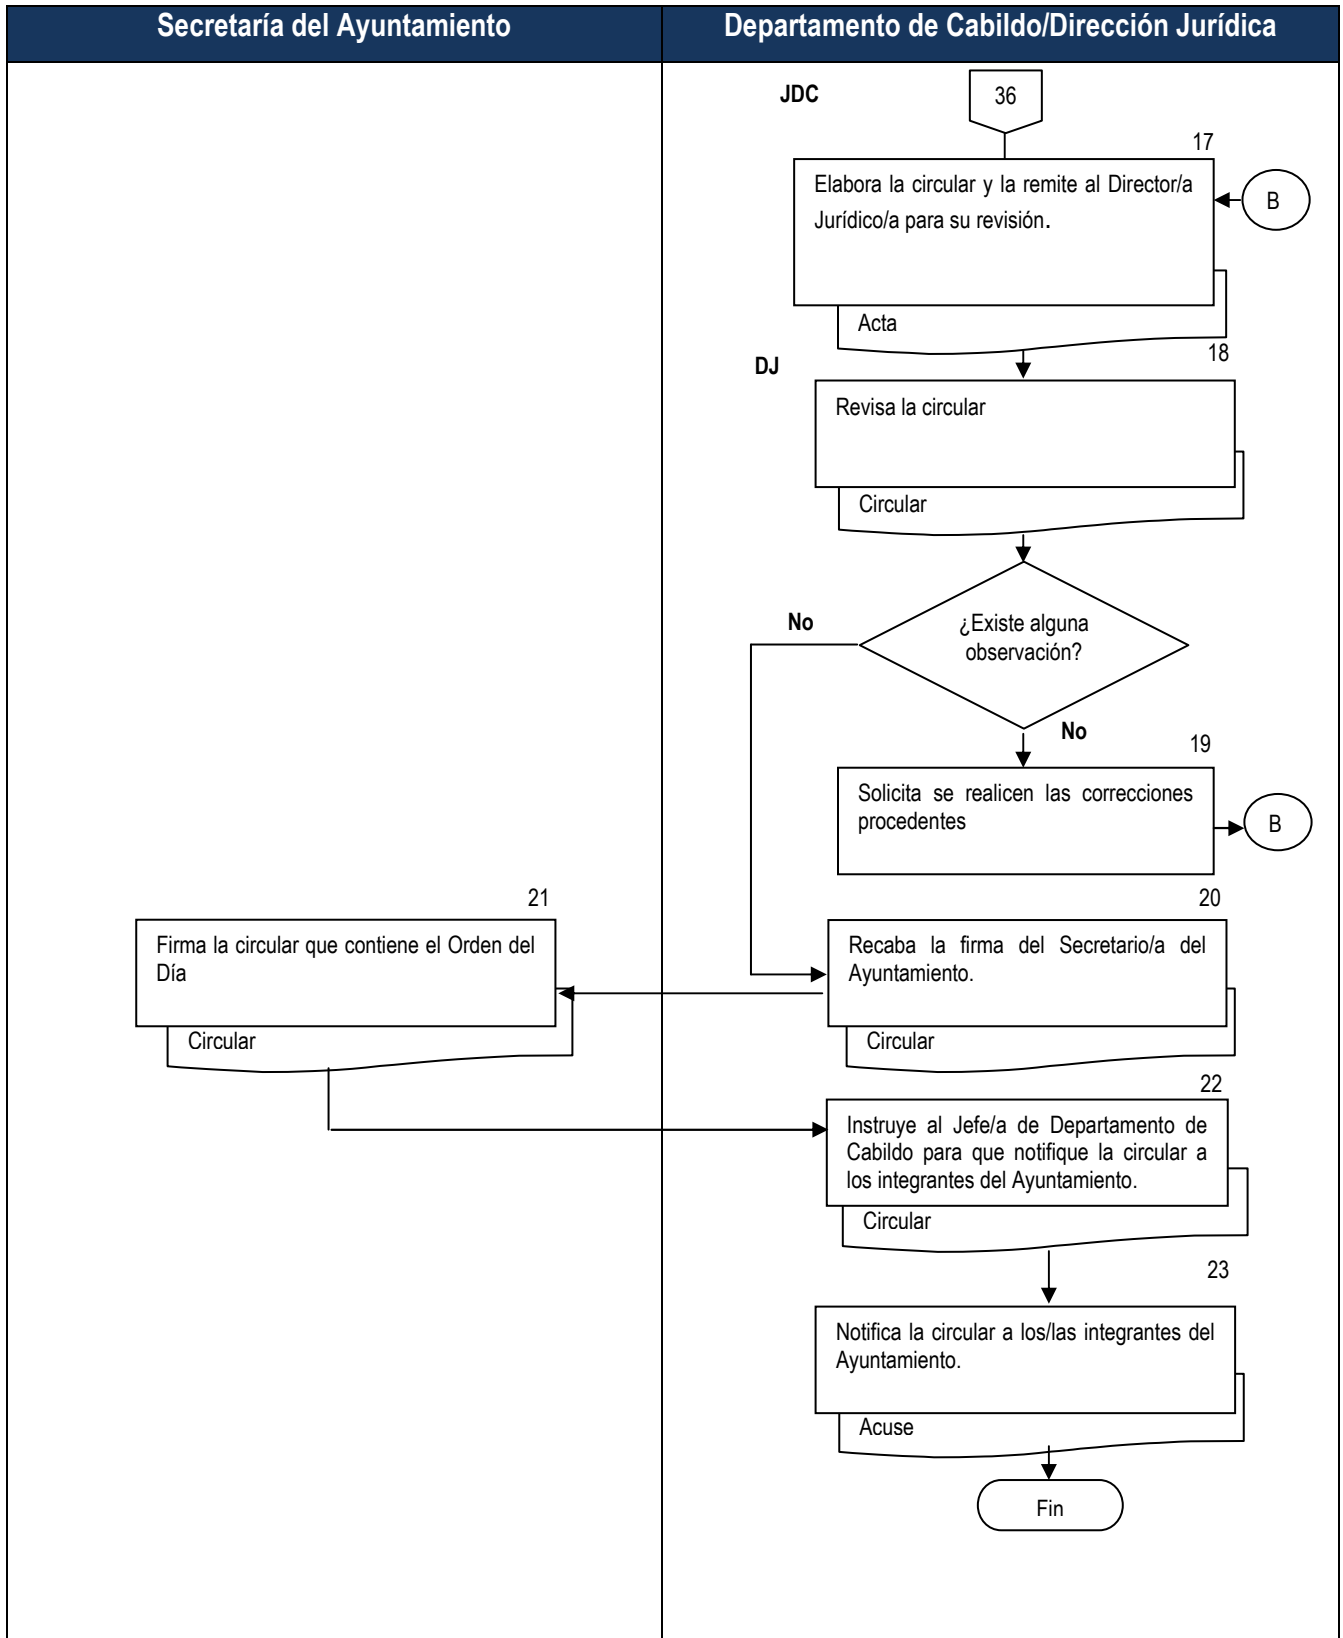 Secretaría del Ayuntamiento
Departamento de Cabildo/Dirección Jurídica
JDC
36
17
Elabora la circular y la remite al Director/a
Jurídico/a para su revisión.
B
Acta
18
DJ
Revisa la circular
Circular
¿Existe alguna
observación?
No
No
19
Solicita se realicen las correcciones
procedentes
B
20
Recaba la firma del Secretario/a del
Ayuntamiento.
Circular
21
Firma la circular que contiene el Orden del
Día
Circular
22
Instruye al Jefe/a de Departamento de
Cabildo para que notifique la circular a
los integrantes del Ayuntamiento.
Circular
23
Notifica la circular a los/las integrantes del
Ayuntamiento.
Acuse
Fin